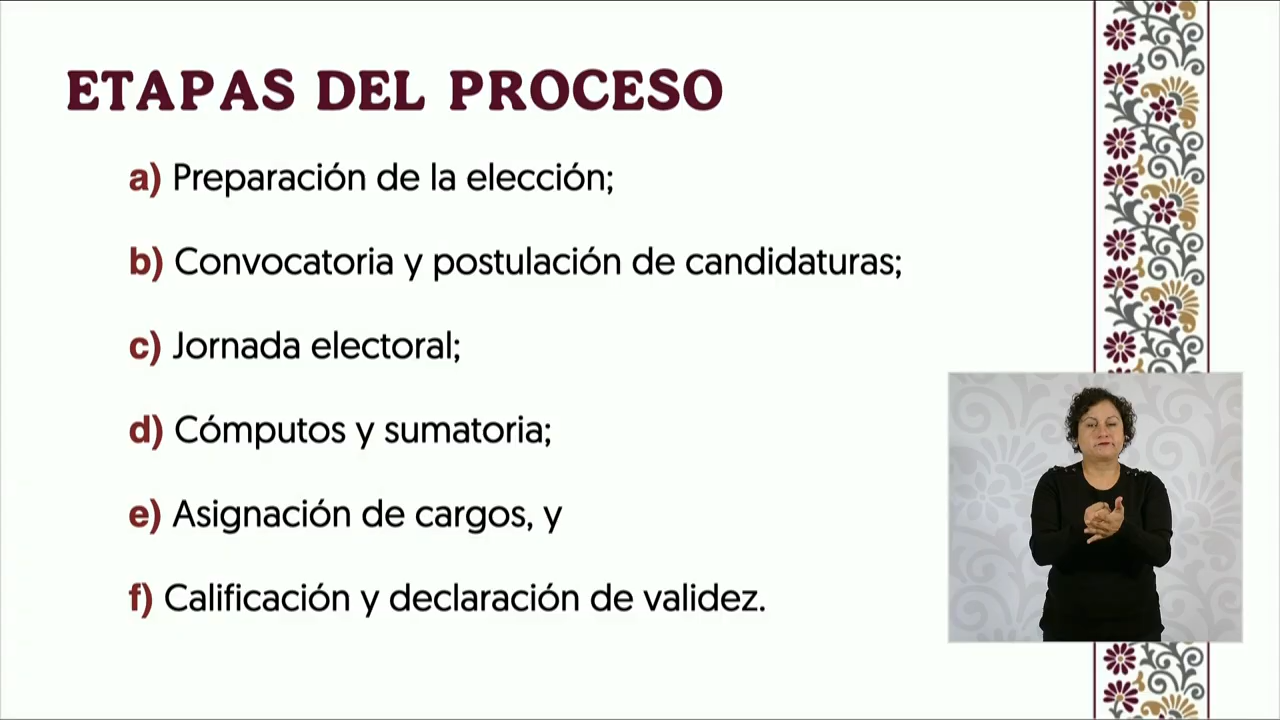 ETAPAS DEL PROCESO
a) Preparación de la elección;
b) Convocatoria y postulación de candidaturas;
c) Jornada electoral;
d) Cómputos y sumatoria;
e) Asignación de cargos, y
f) Calificación y declaración de validez.